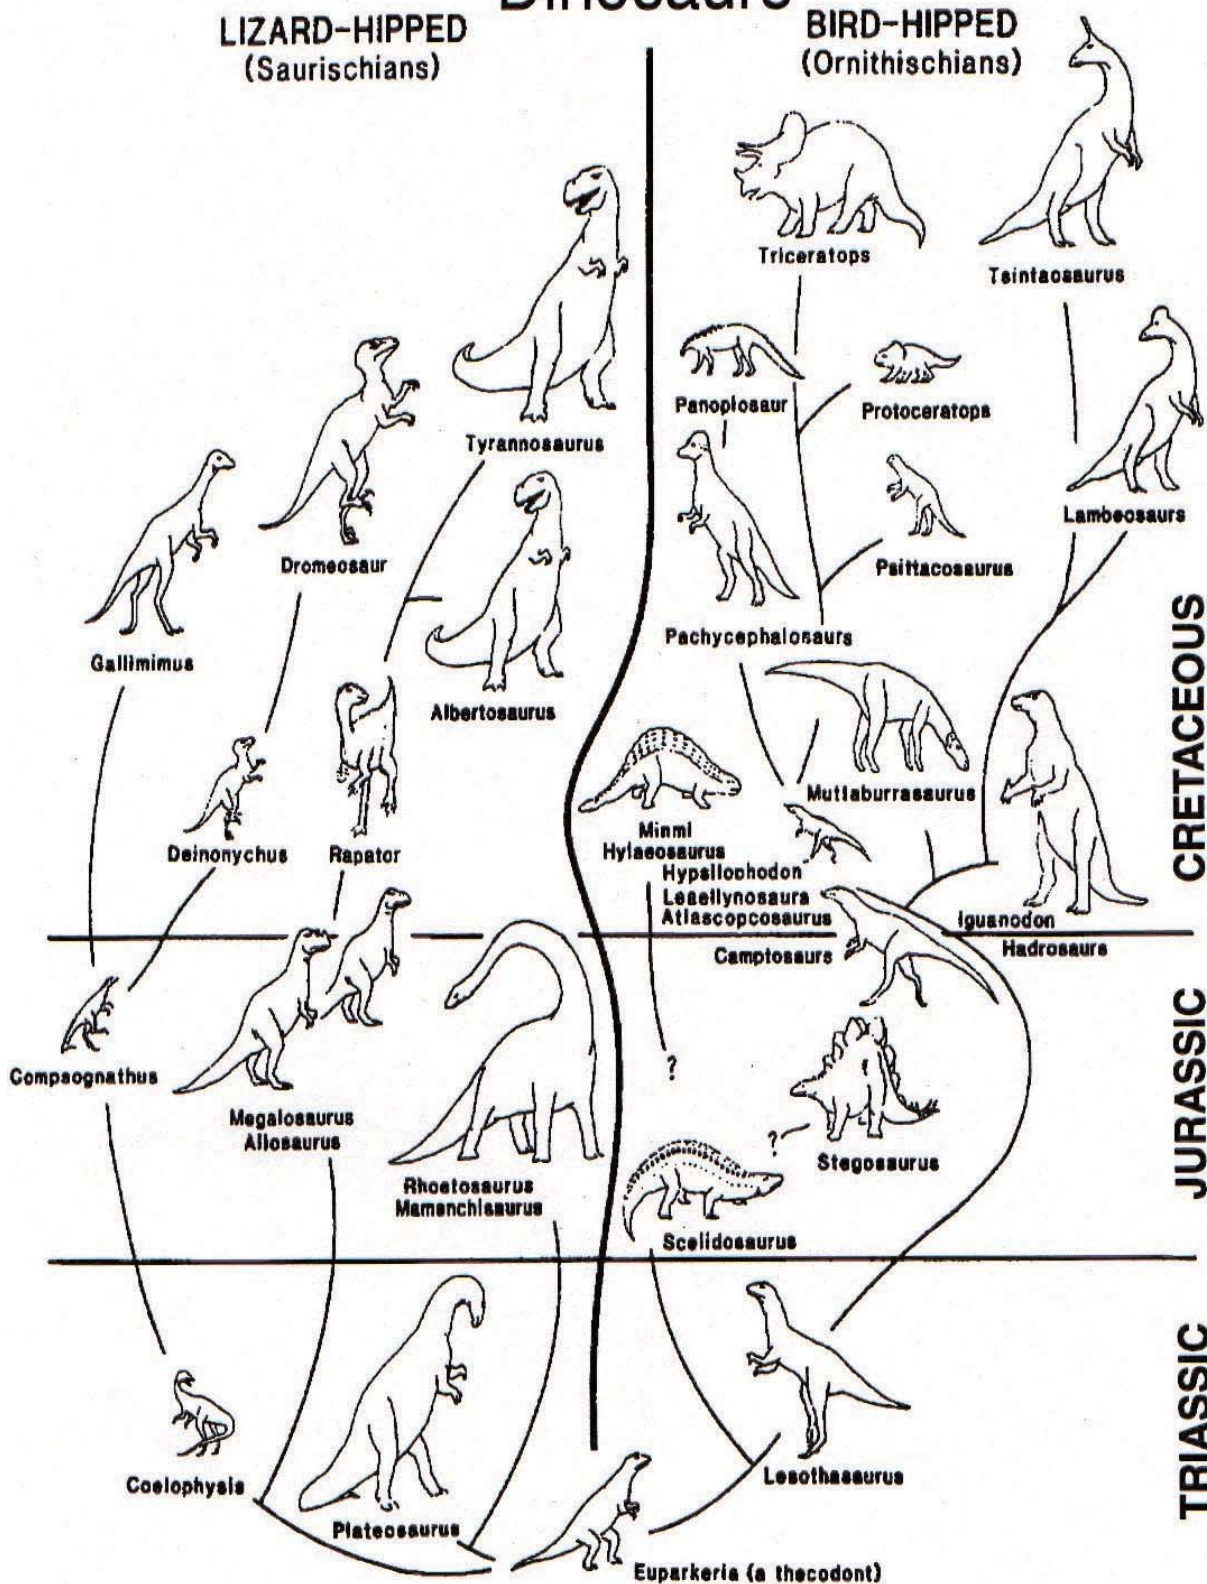 Dinosaurs
LIZARD-HIPPED
(Saurischians)
BIRD-HIPPED
(Ornithischians)
Triceratops
Tsintaosaurus
Panoplosaur
Protoceratops
Tyrannosaurus
Lambeosaurs
Dromeosaur
Psittacosaurus
Pachycephalosaurs
Gallimimus
Albertosaurus
CRETACEOUS
Muttaburrasaurus
Deinonychus
Rapator
Minmi
Hylaeosaurus
Hypsilophodon
Leaellynosaura
Atlascopcosaurus
Iguanodon
Camptosaurs
Hadrosaurs
JURASSIC
Compsognathus
?
Megalosaurus
Allosaurus
?
Stegosaurus
Rhoetosaurus
Mamenchisaurus
Scelidosaurus
TRIASSIC
Coelophysis
Lesothasaurus
Plateosaurus
Euparkeria (a thecodont)